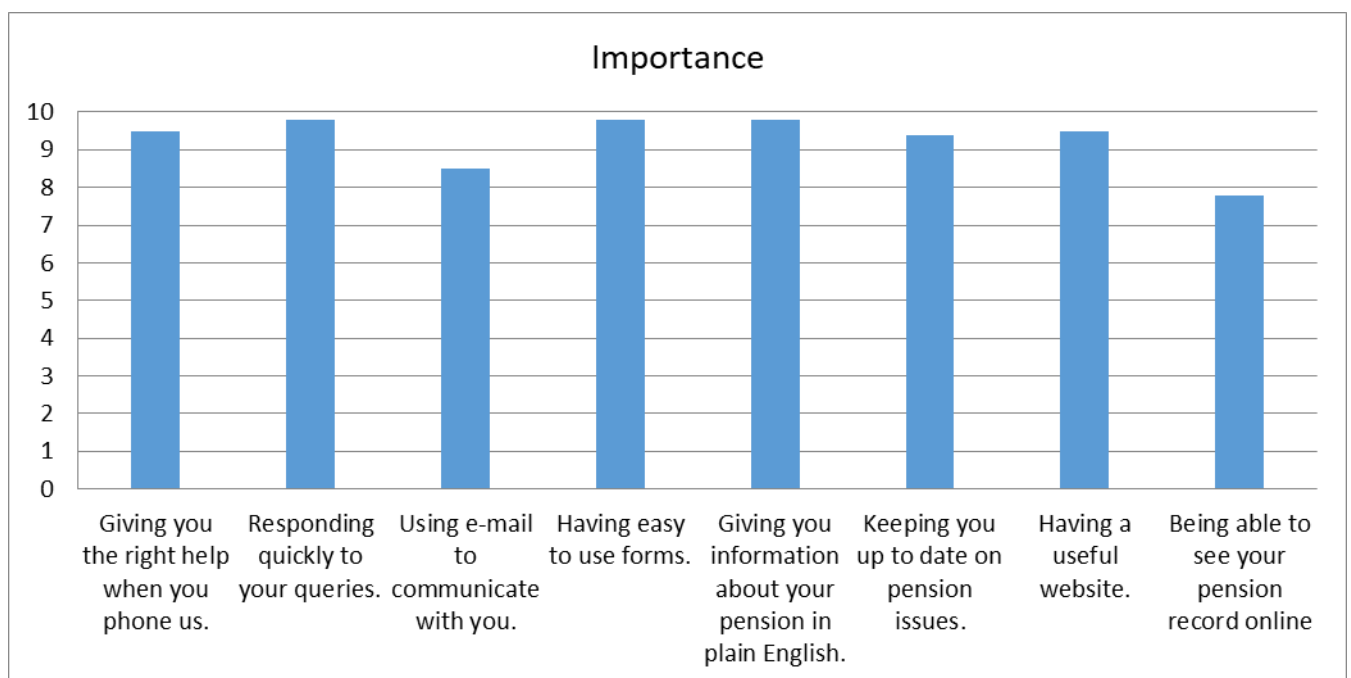 Importance
10
9
8
7
6
5
4
3
2
1
0
Giving you
the right help
when you
phone us.
Responding
quickly to
your queries.
Using e-mail
to
communicate
with you.
Having easy
to use forms.
Giving you
information
about your
pension in
plain English.
Keeping you
up to date on
pension
issues.
Having a
useful
website.
Being able to
see your
pension
record online